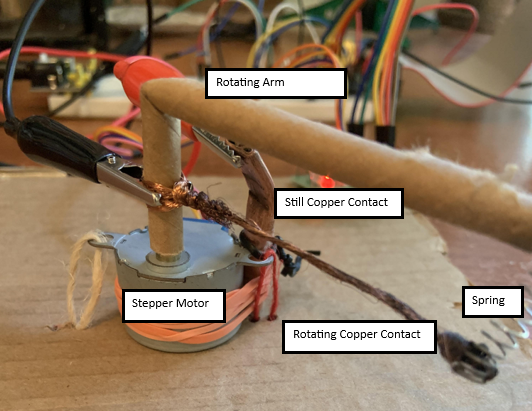 Rotating Arm
Still Copper Contact
Spring
Stepper Motor
Rotating Copper Contact